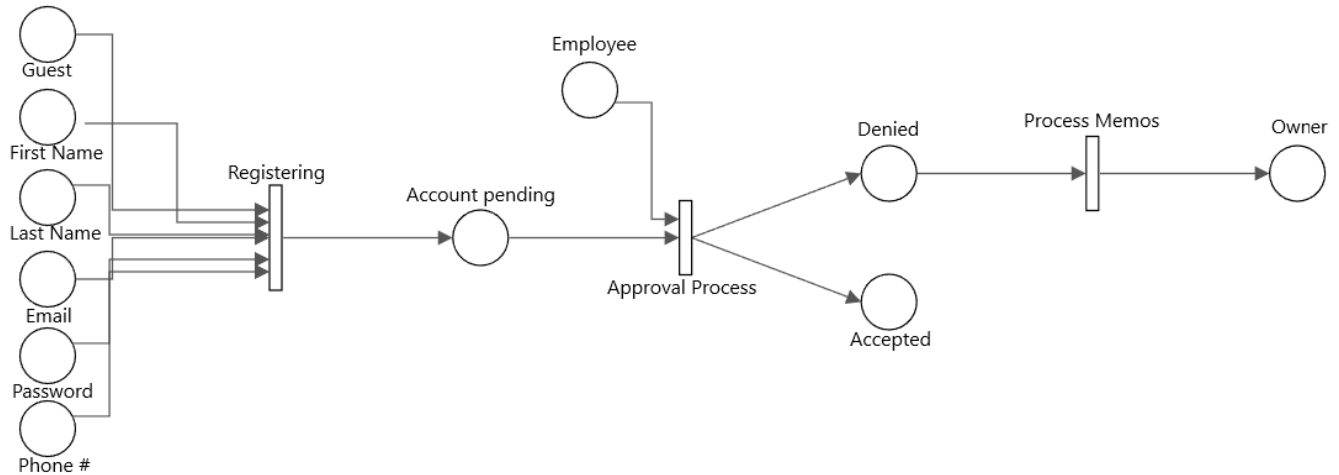 Guest
First Name
Last Name
Email
Password
Phone #
Registering
Account pending
Employee
Approval Process
Denied
Accepted
Process Memos
Owner